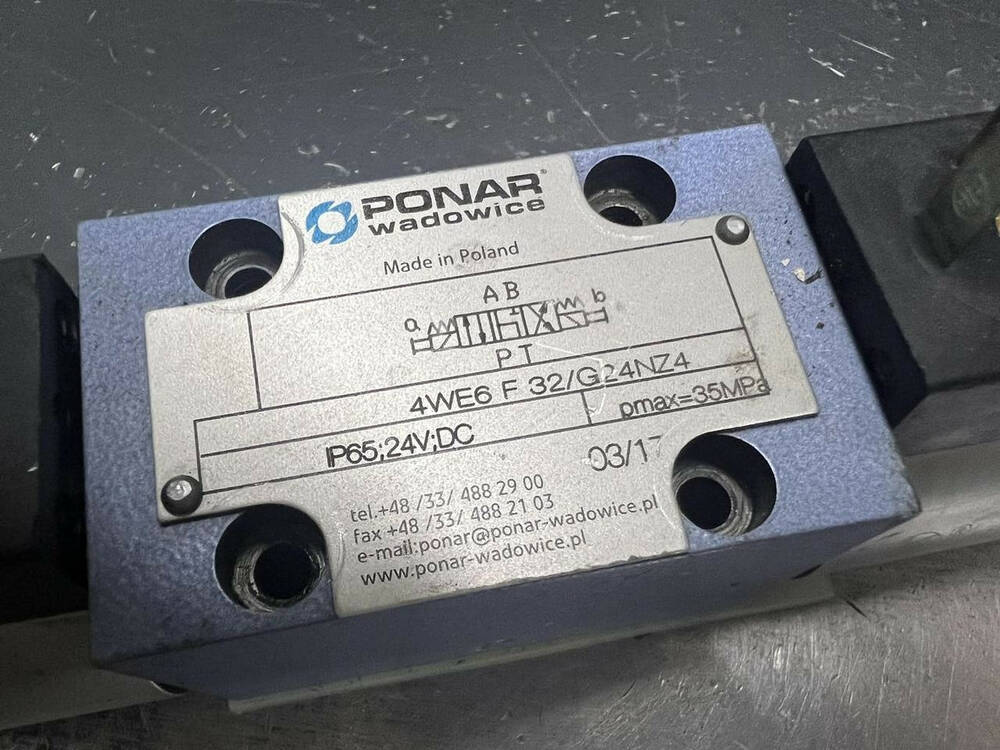 PONAR®
wadowice
Made in Poland
A B
a b
P T
4WE6 F 32/G24NZ4
IP65;24V;DC
pmax=35MPa
03/17
tel.+48 /33/ 488 29 00
fax +48 /33/ 488 21 03
e-mail:ponar@ponar-wadowice.pl
www.ponar-wadowice.pl